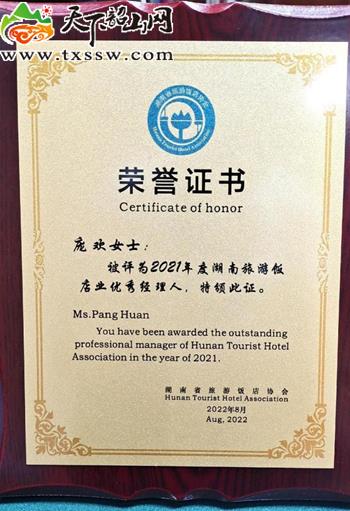 天下韶山网
www.txssw.com
湖南省旅游饭店协会
Hunan Tourist Hotel Association
荣誉证书
Certificate of honor
庞欢女士：
被评为2021年度湖南旅游饭
店业优秀经理人，特颁此证。
Ms.Pang Huan
You have been awarded the outstanding
professional manager of Hunan Tourist Hotel
Association in the year of 2021.
湖南省旅游饭店协会
Hunan Tourist Hotel Association
2022年8月
Aug, 2022